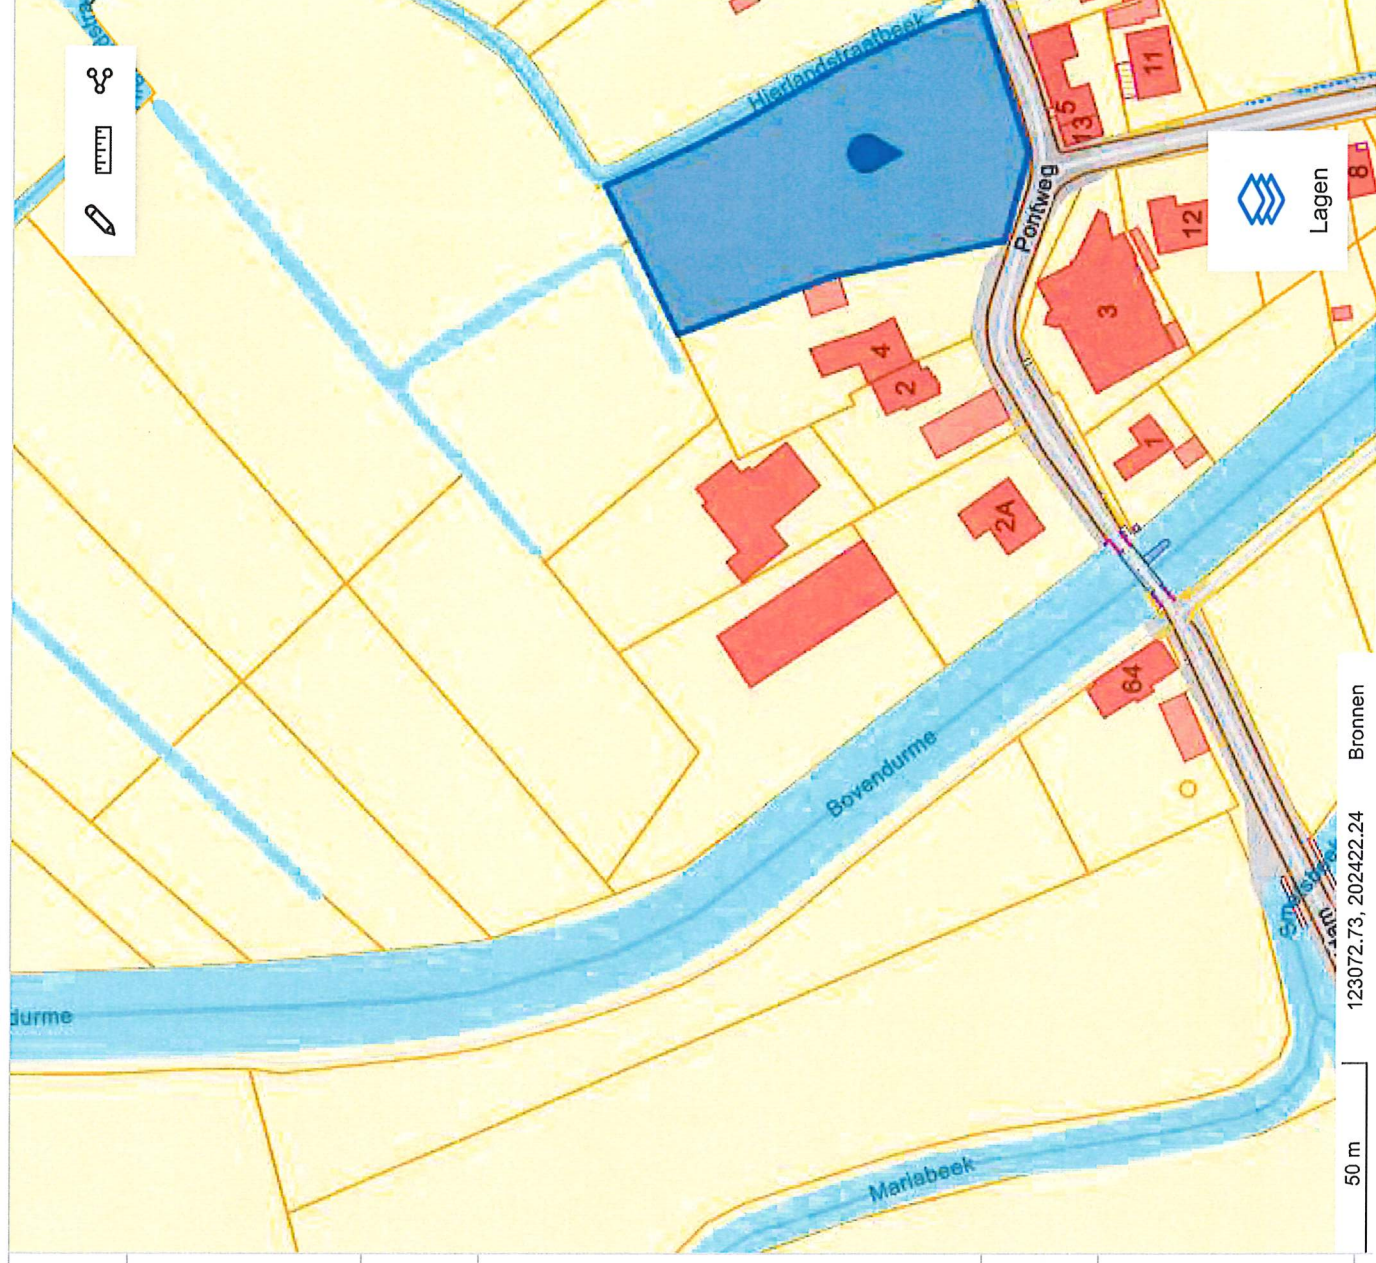 Hierlandstraatbeek
11
5
13
Pontweg
8
12
Lagen
3
4
2
1
2A
64
Bovendurme
Bronnen
123072.73, 202422.24
durme
Mariabeek
50 m